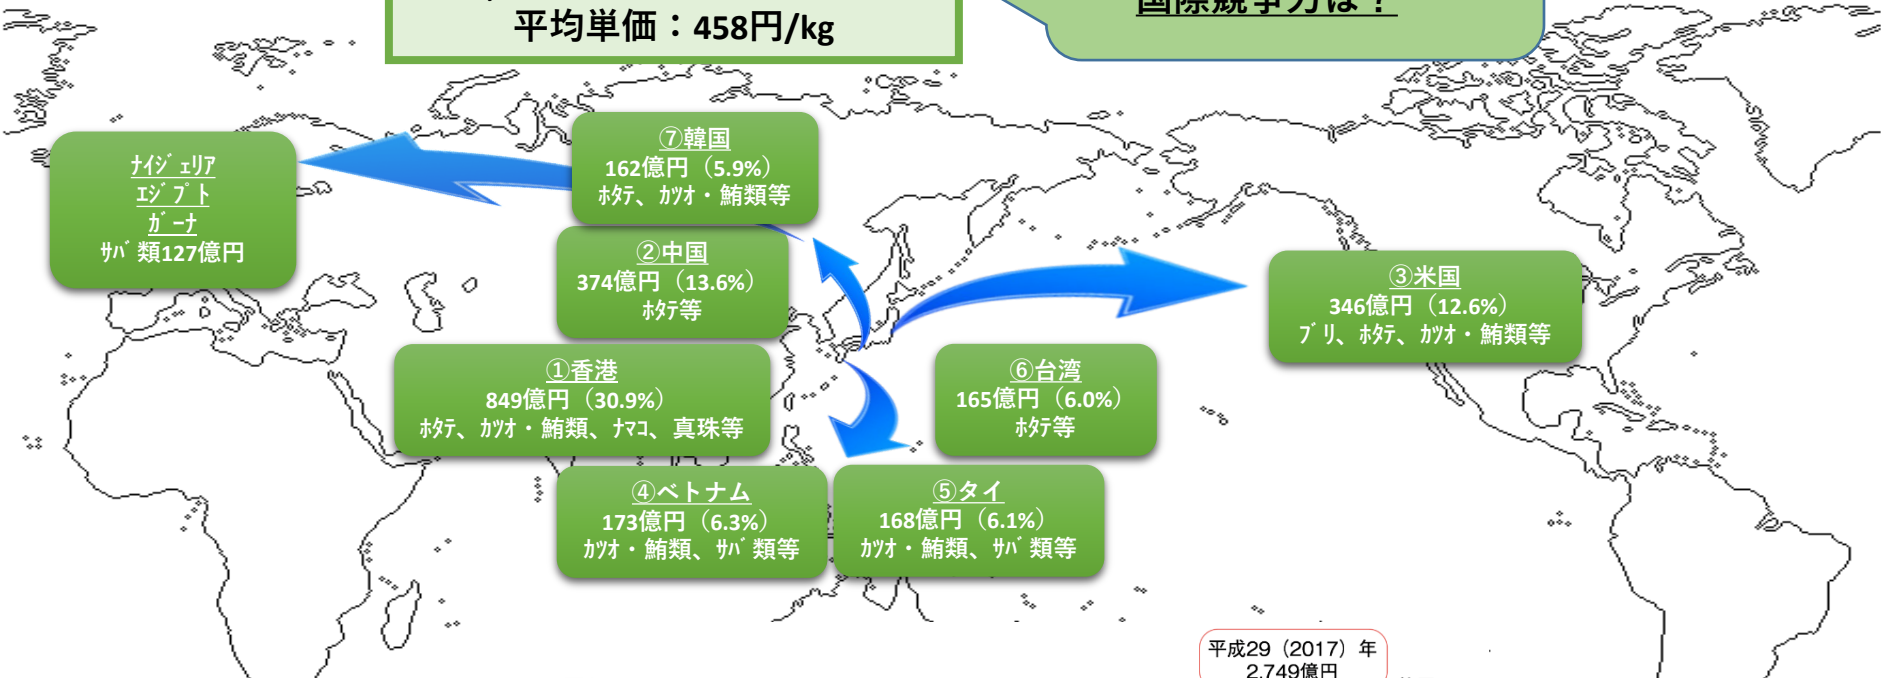 平均単価：458円/kg
国際競争力は？
ﾅｲｼﾞｪﾘｱ
ｴｼﾞﾌﾟﾄ
ｶﾞｰﾅ
ｻﾊﾞ類127億円
⑦韓国
162億円（5.9%）
ﾎﾀﾃ、ｶﾂｵ・鮪類等
②中国
374億円（13.6%）
ﾎﾀﾃ等
③米国
346億円（12.6%）
ﾌﾞﾘ、ﾎﾀﾃ、ｶﾂｵ・鮪類等
①香港
849億円（30.9%）
ﾎﾀﾃ、ｶﾂｵ・鮪類、ﾅﾏｺ、真珠等
⑥台湾
165億円（6.0%）
ﾎﾀﾃ等
④ベトナム
173億円（6.3%）
ｶﾂｵ・鮪類、ｻﾊﾞ類等
⑤タイ
168億円（6.1%）
ｶﾂｵ・鮪類、ｻﾊﾞ類等
平成29（2017）年
2,749億円